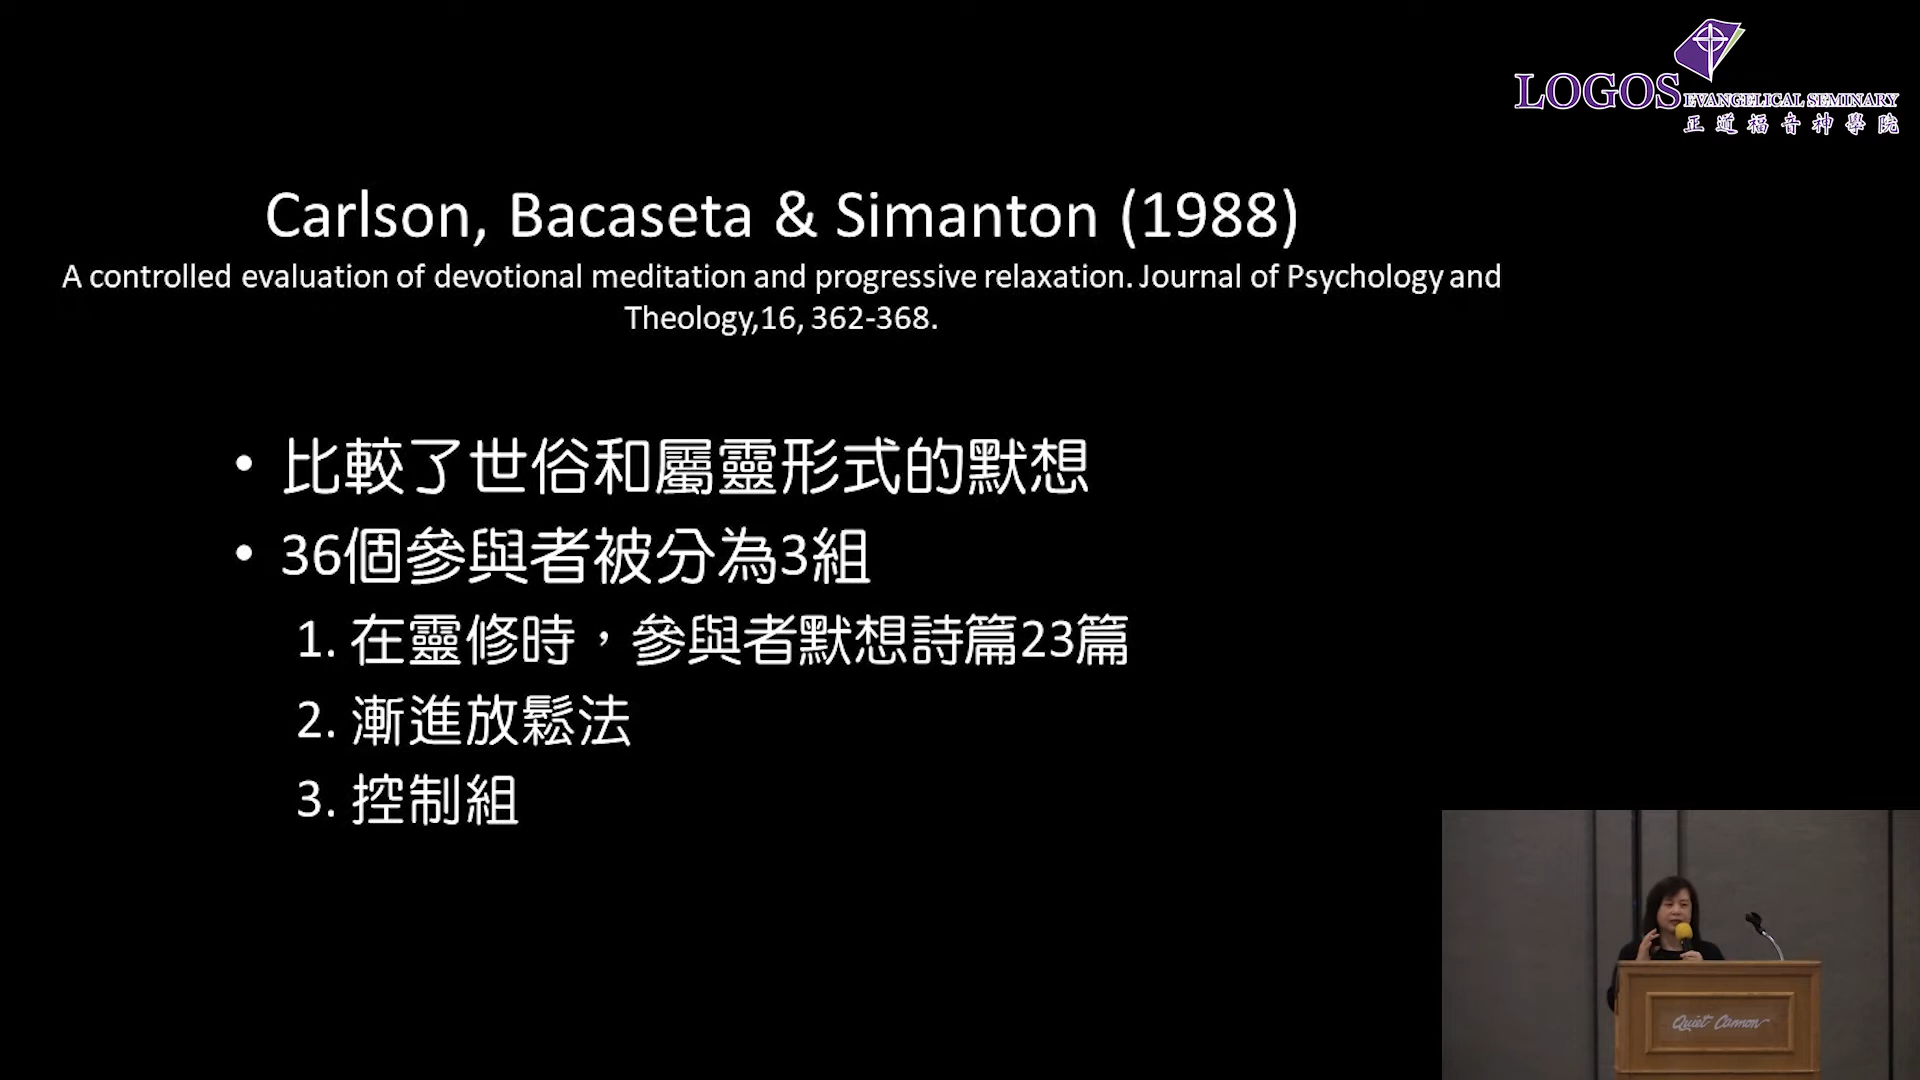 LOGOS EVANGELICAL SEMINARY
正道福音神學院
Carlson, Bacaseta & Simanton (1988)
A controlled evaluation of devotional meditation and progressive relaxation. Journal of Psychology and
Theology,16, 362-368.
• 比較了世俗和屬靈形式的默想
• 36個參與者被分為3組
1. 在靈修時，參與者默想詩篇23篇
2. 漸進放鬆法
3. 控制組
Quiet Cannon